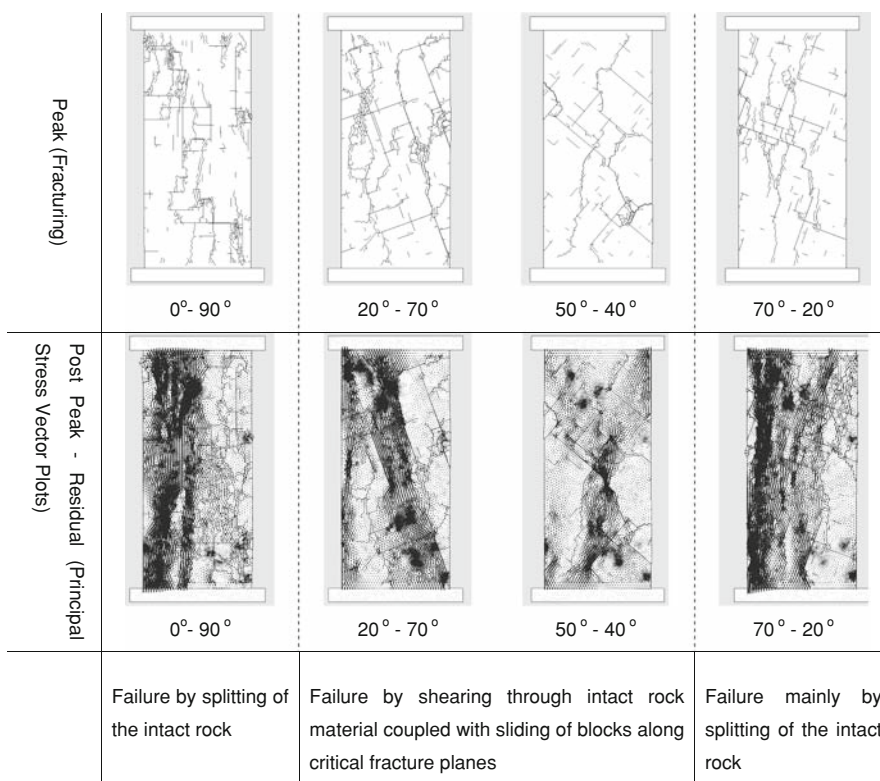 Peak (Fracturing)
0°- 90°
20° - 70°
50° - 40°
70° - 20°
Post Peak - Residual (Principal
Stress Vector Plots)
0°- 90°
20° - 70°
50° - 40°
70° - 20°
Failure by splitting of
the intact rock
Failure by shearing through intact rock
material coupled with sliding of blocks along
critical fracture planes
Failure mainly by
splitting of the intact
rock